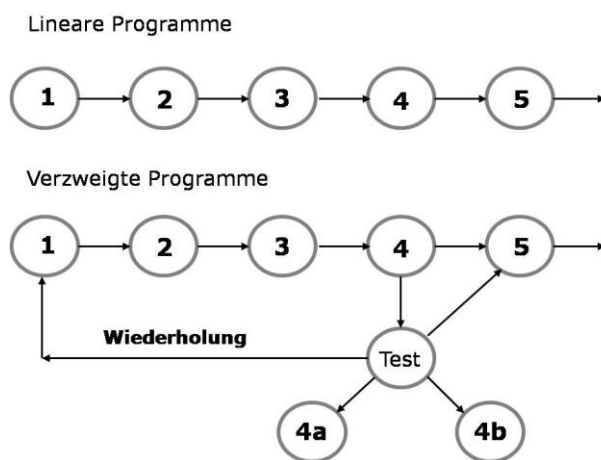 Lineare Programme
1 2 3 4 5
Verzweigte Programme
1 2 3 4 5
Wiederholung
Test
4a 4b